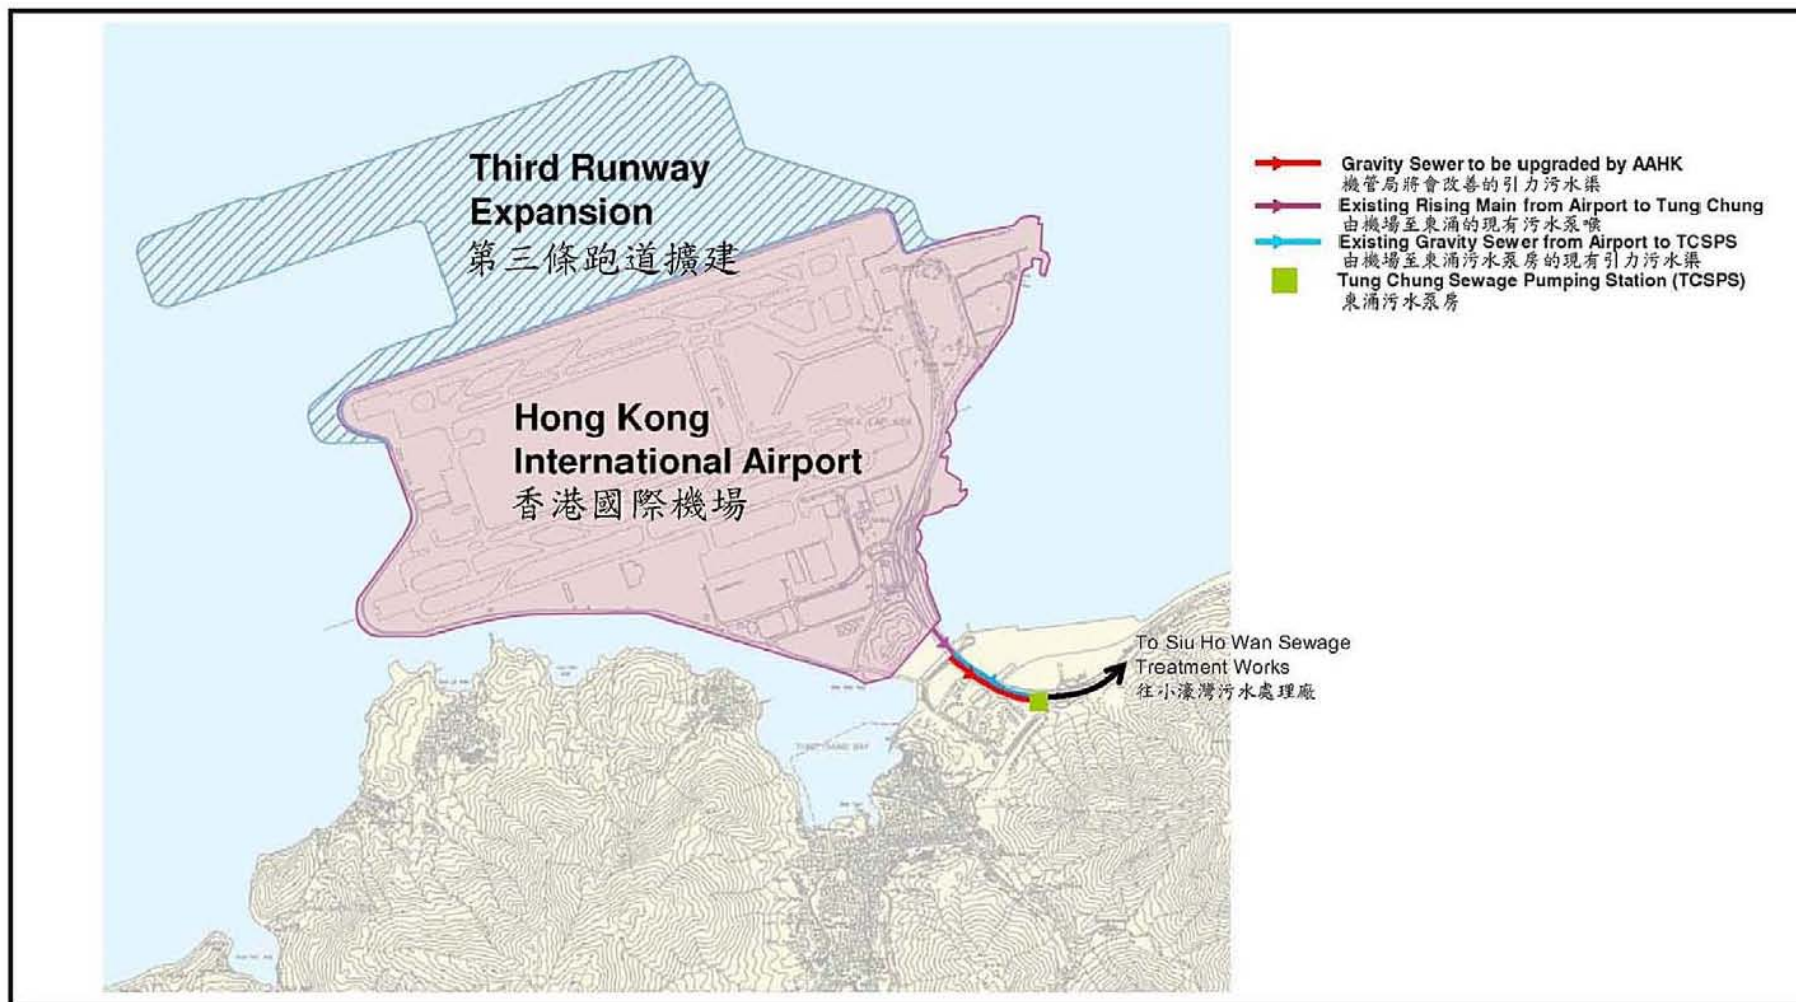 Third Runway
Expansion
第三條跑道擴建
Hong Kong
International Airport
香港國際機場
Gravity Sewer to be upgraded by AAHK
機管局將會改善的引力污水渠
Existing Rising Main from Airport to Tung Chung
由機場至東涌的現有污水泵喉
Existing Gravity Sewer from Airport to TCSPS
由機場至東涌污水泵房的現有引力污水渠
Tung Chung Sewage Pumping Station (TCSPS)
東涌污水泵房
To Siu Ho Wan Sewage
Treatment Works
往小濠灣污水處理廠
TUNG CHUNG BAY